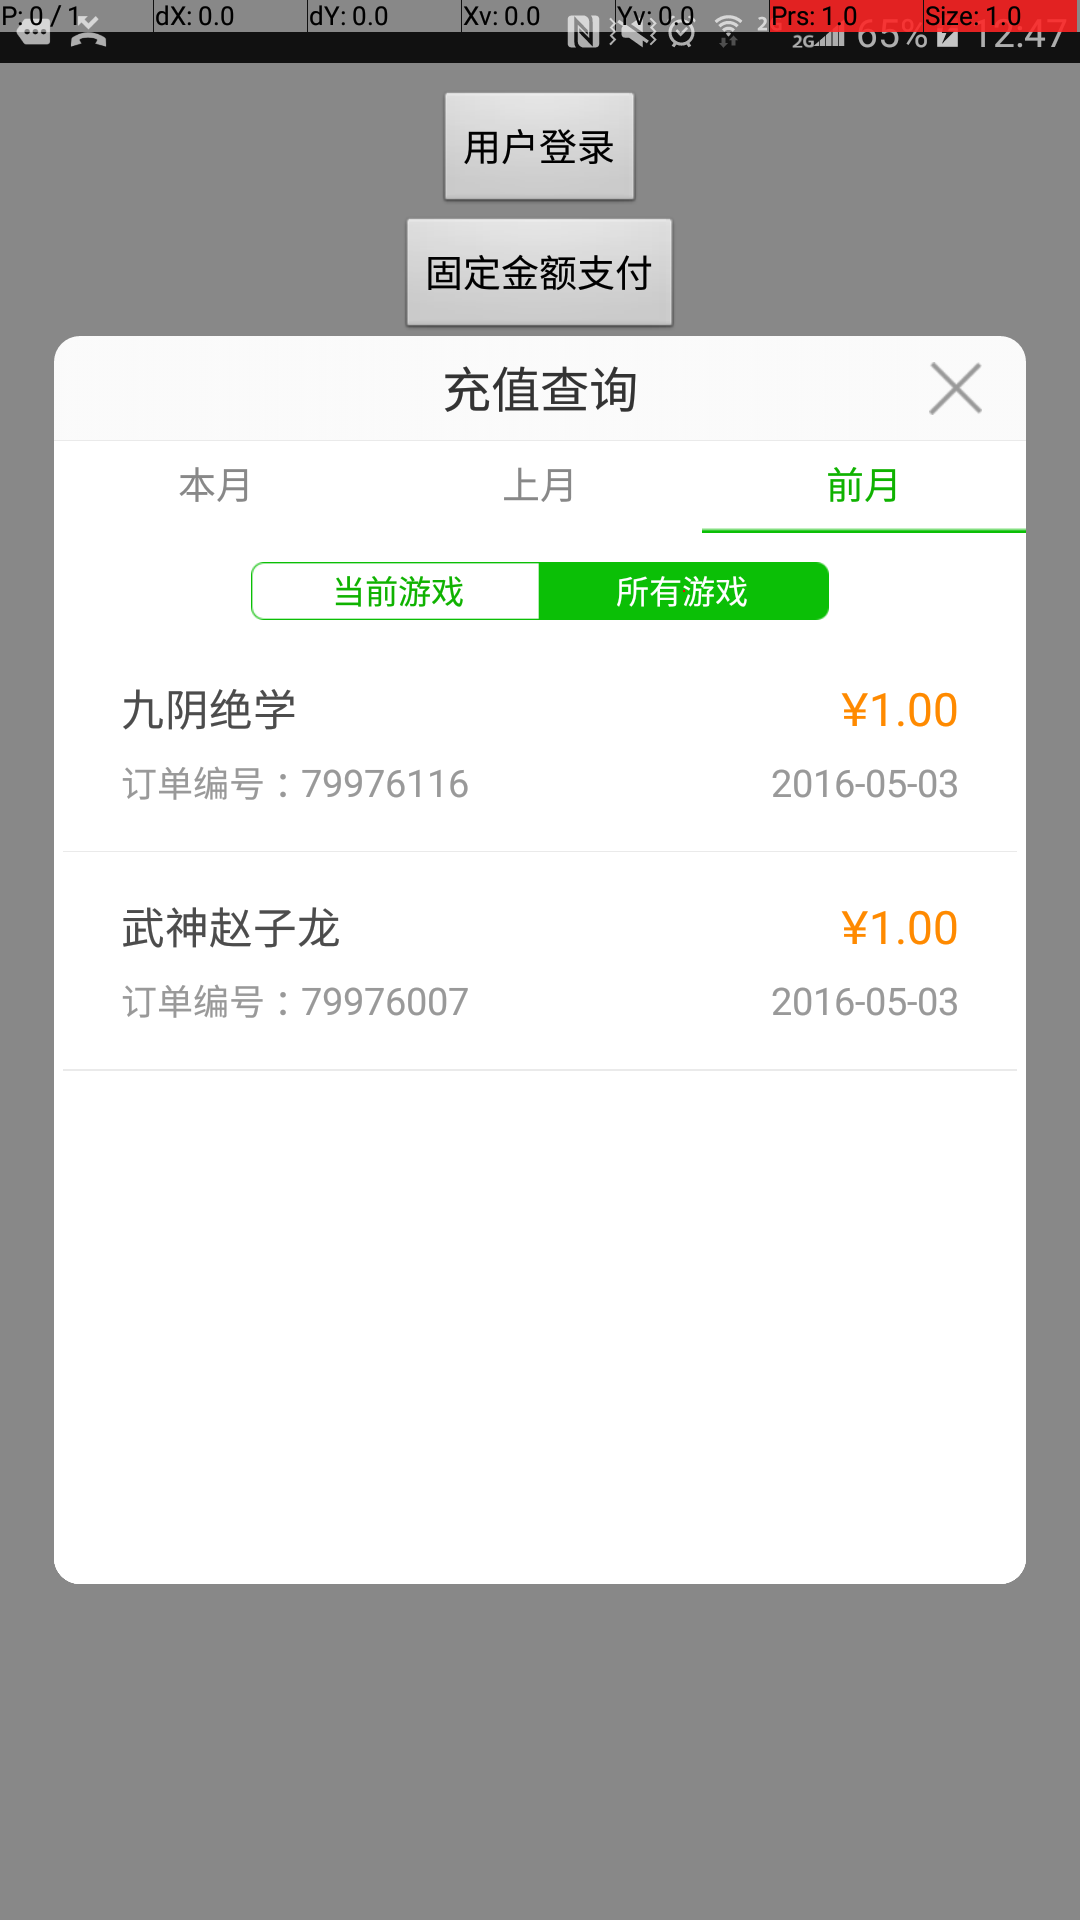 P: 0 / 1 dX: 0.0 dY: 0.0 Xv: 0.0 Yv: 0.0 Prs: 1.0 Size: 1.0
2G 65% 12:47
用户登录
固定金额支付
充值查询
本月 上月 前月
当前游戏 所有游戏
九阴绝学 ¥1.00
订单编号：79976116 2016-05-03
武神赵子龙 ¥1.00
订单编号：79976007 2016-05-03